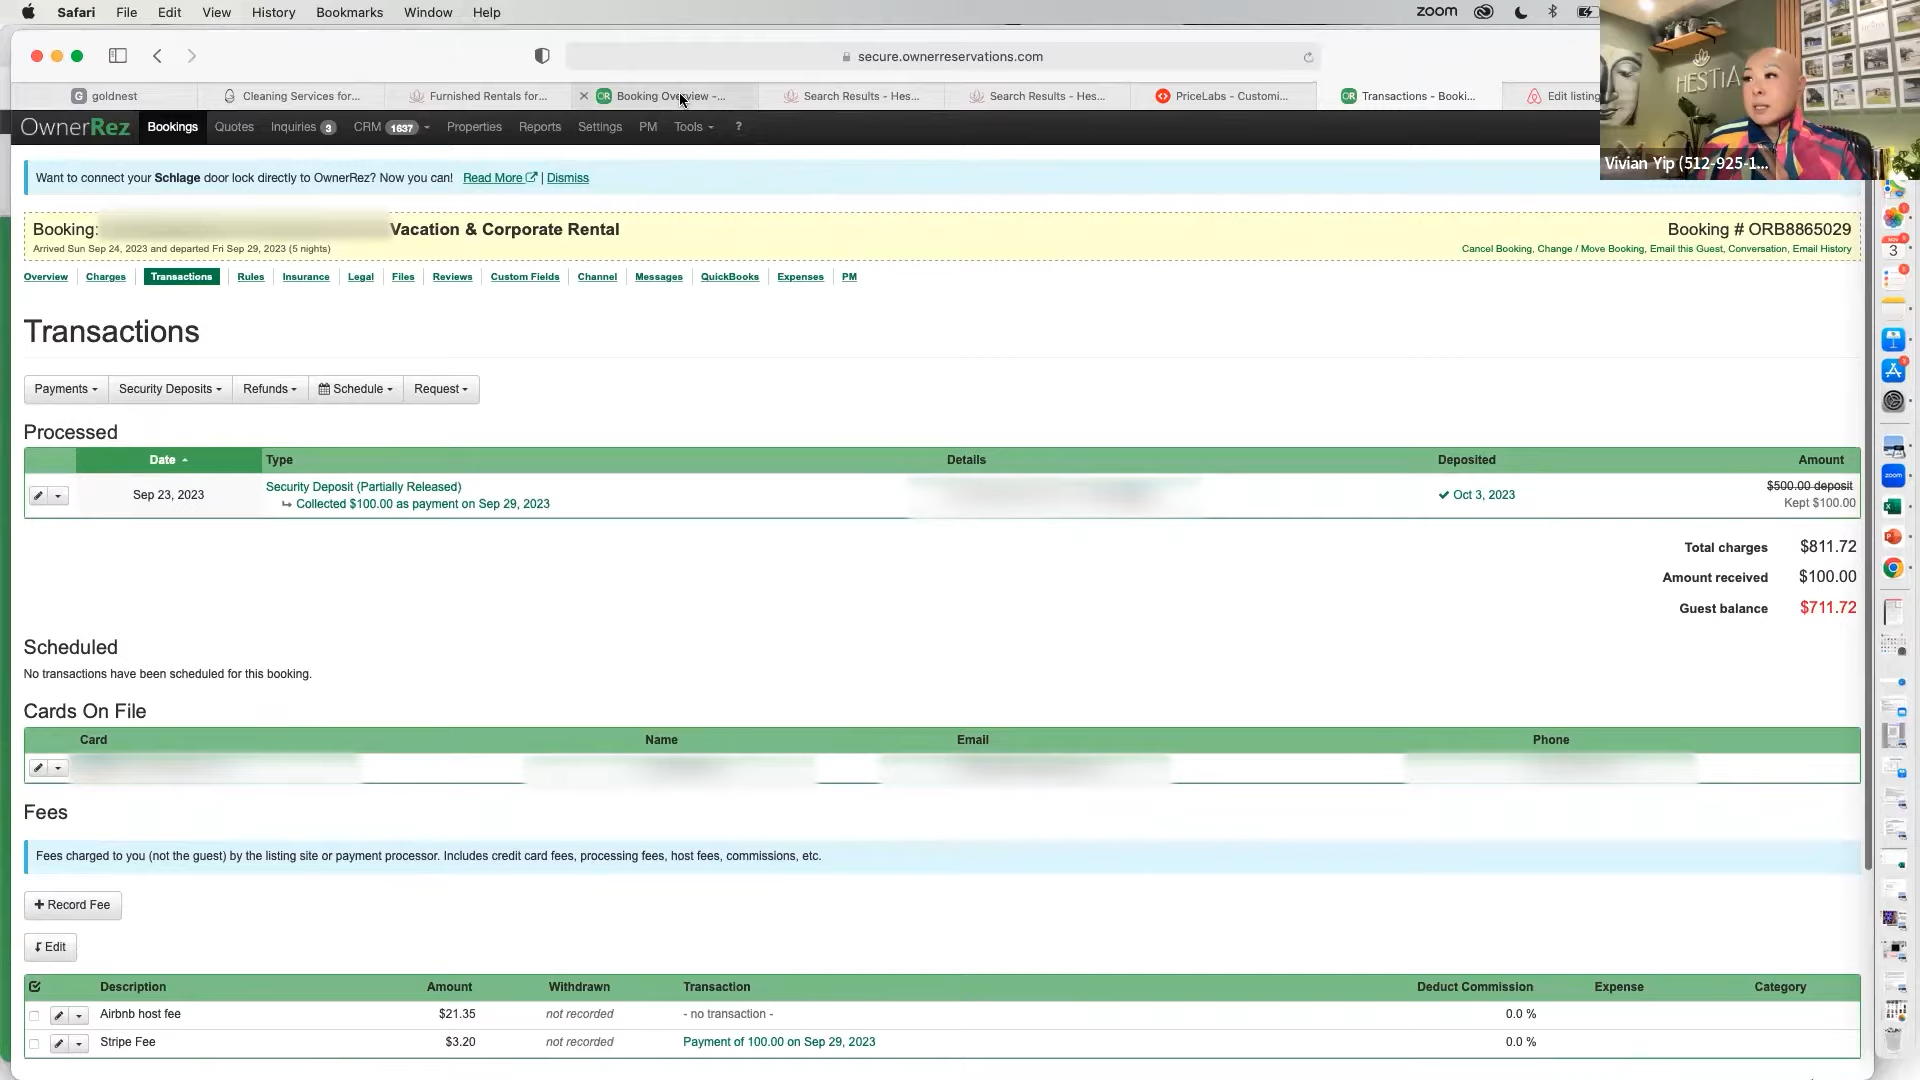 Safari File Edit View History Bookmarks Window Help zoom
secure.ownerreservations.com
goldnest Cleaning Services for... Furnished Rentals for... OR Booking Overview -... Search Results - Hes... Search Results - Hes... PriceLabs - Customi... OR Transactions - Booki... Edit listing
HESTIA
Vivian Yip (512-925-1...
OwnerRez Bookings Quotes Inquiries 3 CRM 1637 Properties Reports Settings PM Tools ?
Want to connect your Schlage door lock directly to OwnerRez? Now you can! Read More | Dismiss
Booking: Vacation & Corporate Rental Booking # ORB8865029
Arrived Sun Sep 24, 2023 and departed Fri Sep 29, 2023 (5 nights) Cancel Booking, Change / Move Booking, Email this Guest, Conversation, Email History
Overview Charges Transactions Rules Insurance Legal Files Reviews Custom Fields Channel Messages QuickBooks Expenses PM
Transactions
Payments Security Deposits Refunds Schedule Request
Processed
Date Type Details Deposited Amount
Sep 23, 2023 Security Deposit (Partially Released) Oct 3, 2023 $500.00 deposit
Collected $100.00 as payment on Sep 29, 2023 Kept $100.00
Total charges $811.72
Amount received $100.00
Guest balance $711.72
Scheduled
No transactions have been scheduled for this booking.
Cards On File
Card Name Email Phone
Fees
Fees charged to you (not the guest) by the listing site or payment processor. Includes credit card fees, processing fees, host fees, commissions, etc.
+ Record Fee
Edit
Description Amount Withdrawn Transaction Deduct Commission Expense Category
Airbnb host fee $21.35 not recorded - no transaction - 0.0 %
Stripe Fee $3.20 not recorded Payment of 100.00 on Sep 29, 2023 0.0 %